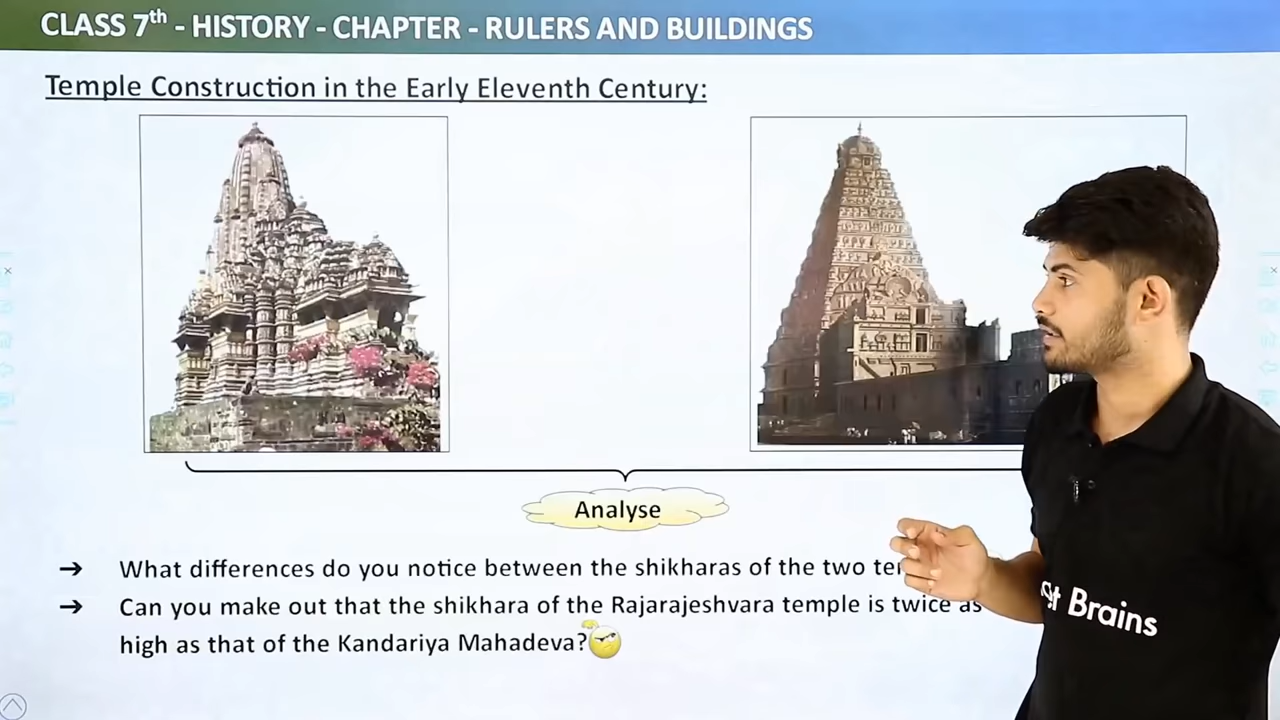 CLASS 7th - HISTORY - CHAPTER - RULERS AND BUILDINGS
Temple Construction in the Early Eleventh Century:
Analyse
→ What differences do you notice between the shikharas of the two
→ Can you make out that the shikhara of the Rajarajeshvara temple is twice as
high as that of the Kandariya Mahadeva?
Brains